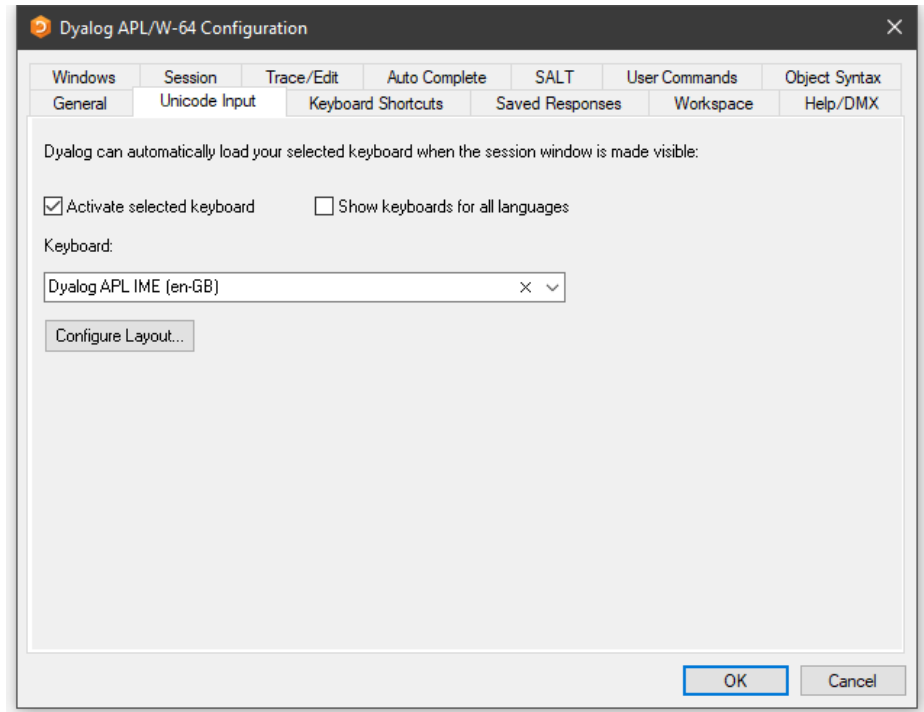 Dyalog APL/W-64 Configuration
Windows Session Trace/Edit Auto Complete SALT User Commands Object Syntax
General Unicode Input Keyboard Shortcuts Saved Responses Workspace Help/DMX
Dyalog can automatically load your selected keyboard when the session window is made visible:
Activate selected keyboard Show keyboards for all languages
Keyboard:
Dyalog APL IME (en-GB)
Configure Layout...
OK Cancel